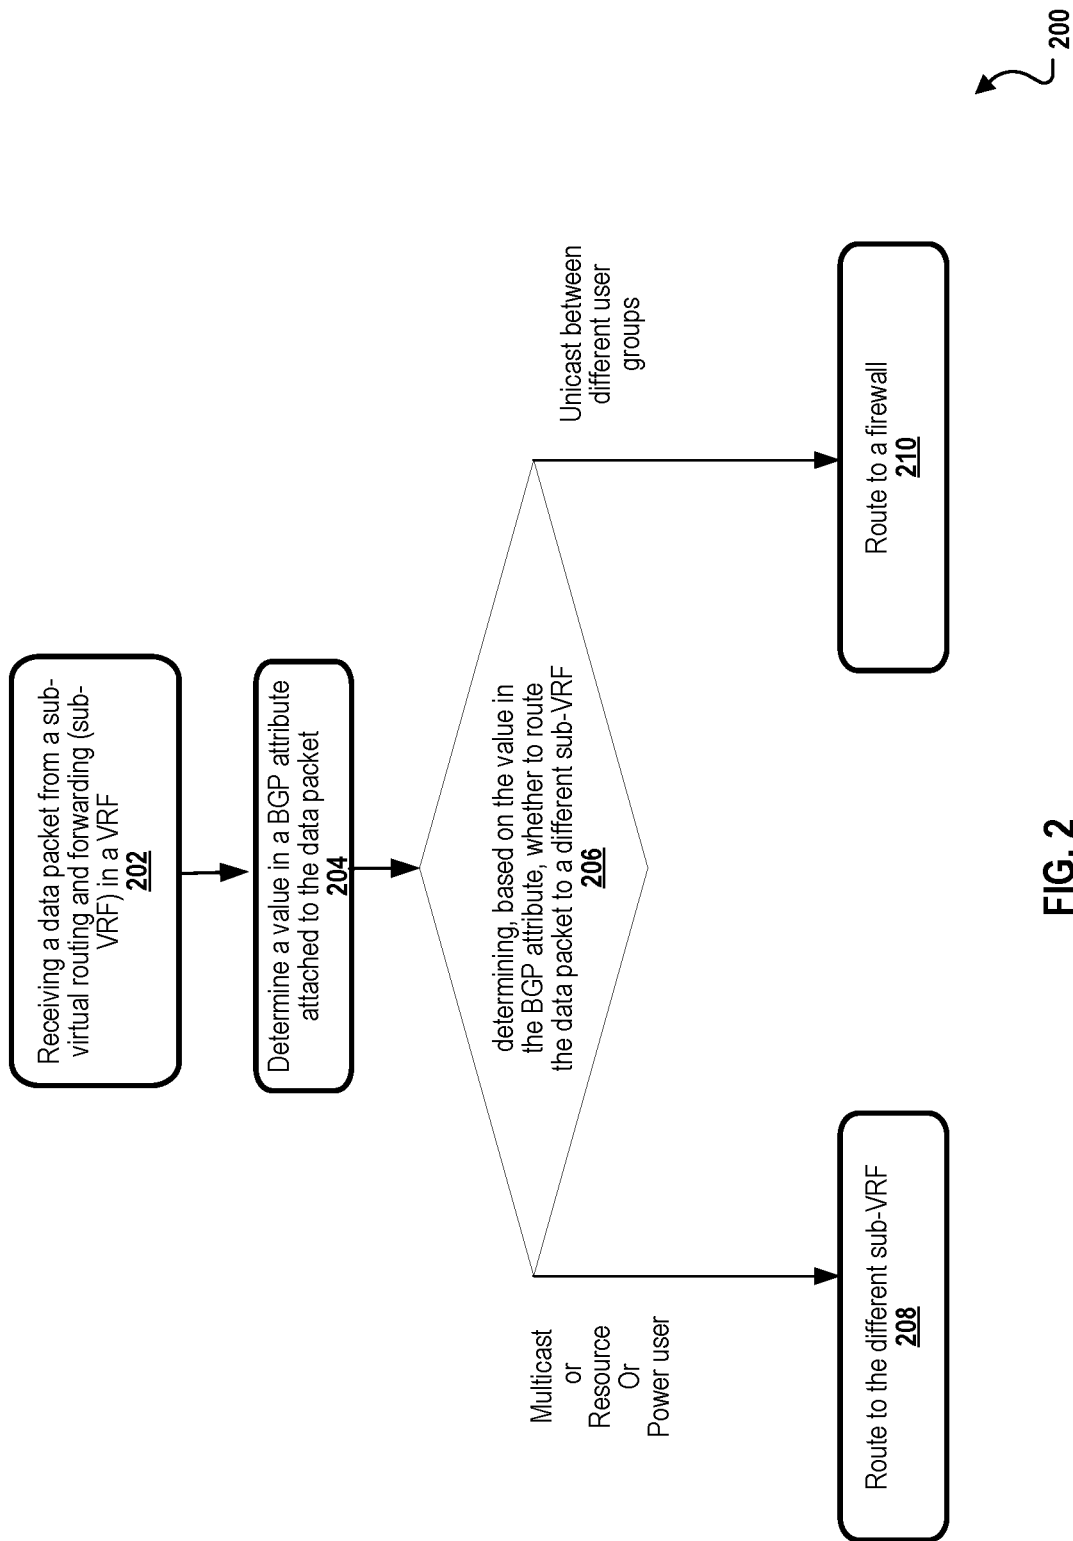 200
Receiving a data packet from a sub-
virtual routing and forwarding (sub-
VRF) in a VRF
202
Determine a value in a BGP attribute
attached to the data packet
204
determining, based on the value in
the BGP attribute, whether to route
the data packet to a different sub-VRF
206
Multicast
or
Resource
Or
Power user
Unicast between
different user
groups
Route to the different sub-VRF
208
Route to a firewall
210
FIG. 2